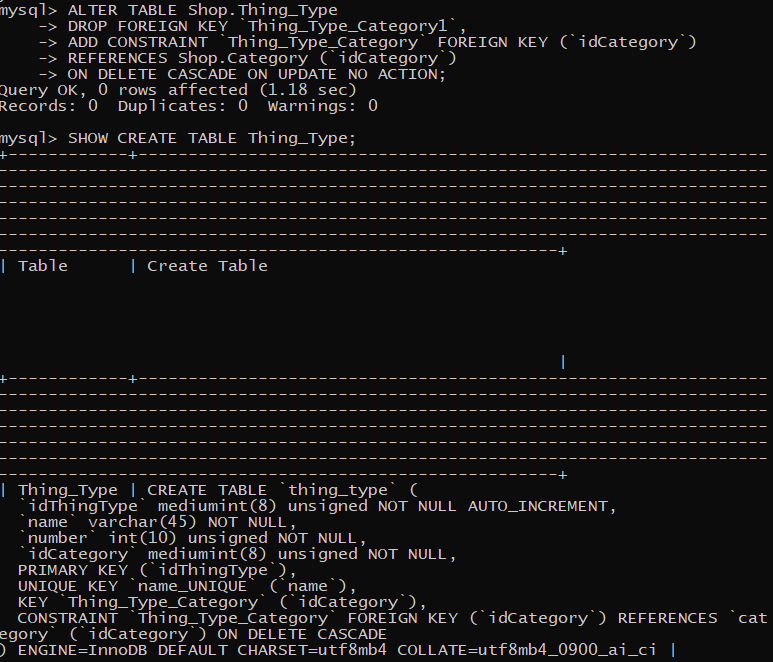 mysql> ALTER TABLE Shop.Thing_Type
    -> DROP FOREIGN KEY `Thing_Type_Category1`,
    -> ADD CONSTRAINT `Thing_Type_Category` FOREIGN KEY (`idCategory`)
    -> REFERENCES Shop.Category (`idCategory`)
    -> ON DELETE CASCADE ON UPDATE NO ACTION;
Query OK, 0 rows affected (1.18 sec)
Records: 0  Duplicates: 0  Warnings: 0
mysql> SHOW CREATE TABLE Thing_Type;
+------------+---------------------------------------------------------------
-----------------------------------------------------------------------------
-----------------------------------------------------------------------------
-----------------------------------------------------------------------------
-----------------------------------------------------------------------------
-----------------------------------------------------------------------------
--------------------------------------------------------+
| Table      | Create Table
                                                        |
+------------+---------------------------------------------------------------
-----------------------------------------------------------------------------
-----------------------------------------------------------------------------
-----------------------------------------------------------------------------
-----------------------------------------------------------------------------
-----------------------------------------------------------------------------
--------------------------------------------------------+
| Thing_Type | CREATE TABLE `thing_type` (
  `idThingType` mediumint(8) unsigned NOT NULL AUTO_INCREMENT,
  `name` varchar(45) NOT NULL,
  `number` int(10) unsigned NOT NULL,
  `idCategory` mediumint(8) unsigned NOT NULL,
  PRIMARY KEY (`idThingType`),
  UNIQUE KEY `name_UNIQUE` (`name`),
  KEY `Thing_Type_Category` (`idCategory`),
  CONSTRAINT `Thing_Type_Category` FOREIGN KEY (`idCategory`) REFERENCES `cat
egory` (`idCategory`) ON DELETE CASCADE
) ENGINE=InnoDB DEFAULT CHARSET=utf8mb4 COLLATE=utf8mb4_0900_ai_ci |